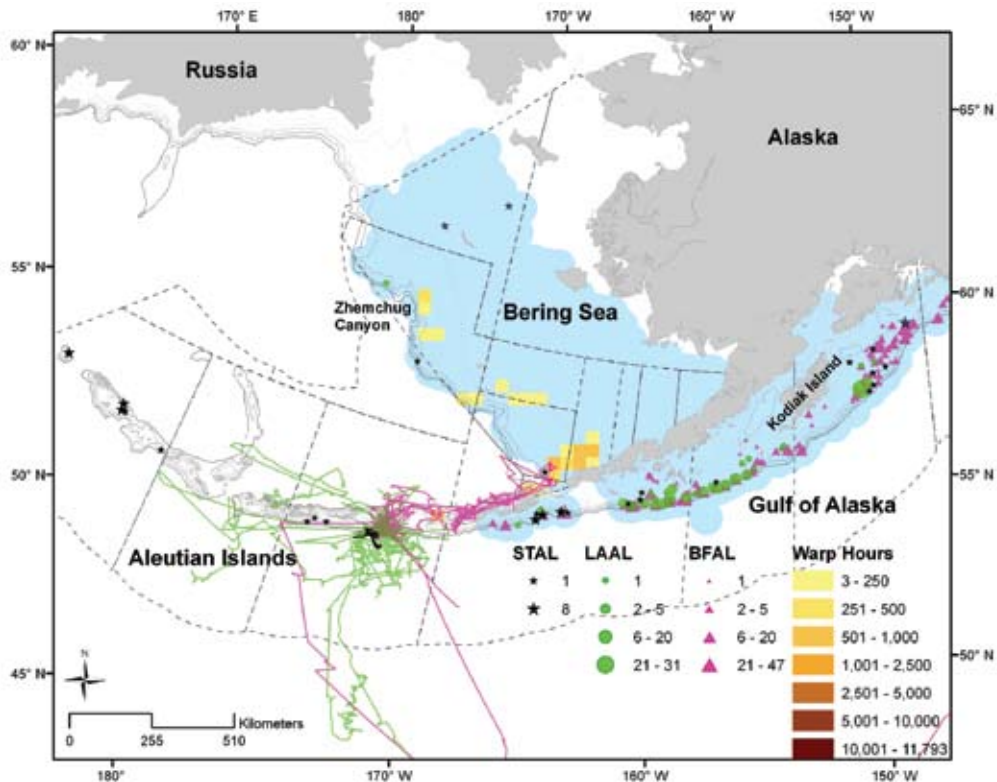 170° E 180° 170° W 160° W 150° W
60° N
Russia
65° N
Alaska
55° N
60° N
Zhemchug
Canyon
Bering Sea
Kodiak Island
50° N
55° N
Gulf of Alaska
Aleutian Islands
STAL LAAL BFAL Warp Hours
1 1 1 3 - 250
8 2 - 5 2 - 5 251 - 500
6 - 20 6 - 20 501 - 1,000
21 - 31 21 - 47 1,001 - 2,500
2,501 - 5,000
5,001 - 10,000
10,001 - 11,793
45° N
50° N
N
Kilometers
0 255 510
180° 170° W 160° W 150° W